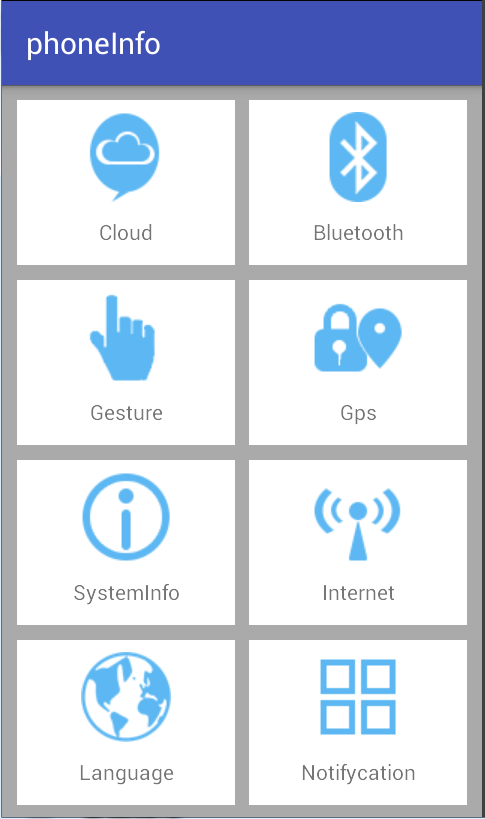 phoneInfo
Cloud
Bluetooth
Gesture
Gps
SystemInfo
Internet
Language
Notifycation